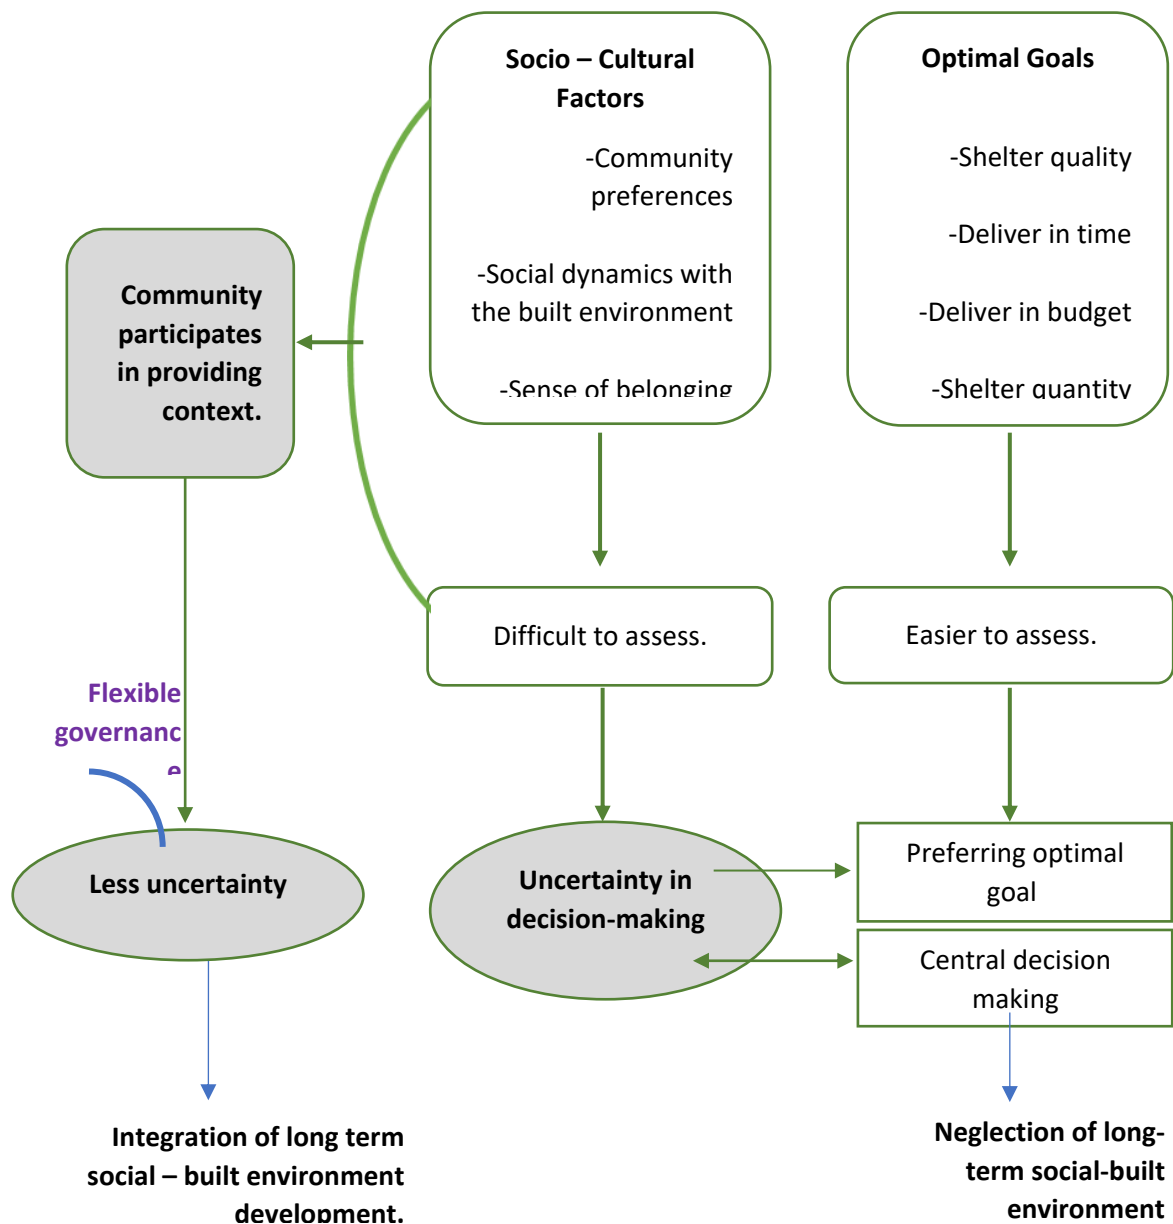 Socio – Cultural
Factors
-Community
preferences
-Social dynamics with
the built environment
-Sense of belonging
Optimal Goals
-Shelter quality
-Deliver in time
-Deliver in budget
-Shelter quantity
Community
participates
in providing
context.
Difficult to assess.
Easier to assess.
Flexible
governanc
e
Less uncertainty
Uncertainty in
decision-making
Preferring optimal
goal
Central decision
making
Integration of long term
social – built environment
development.
Neglection of long-
term social-built
environment